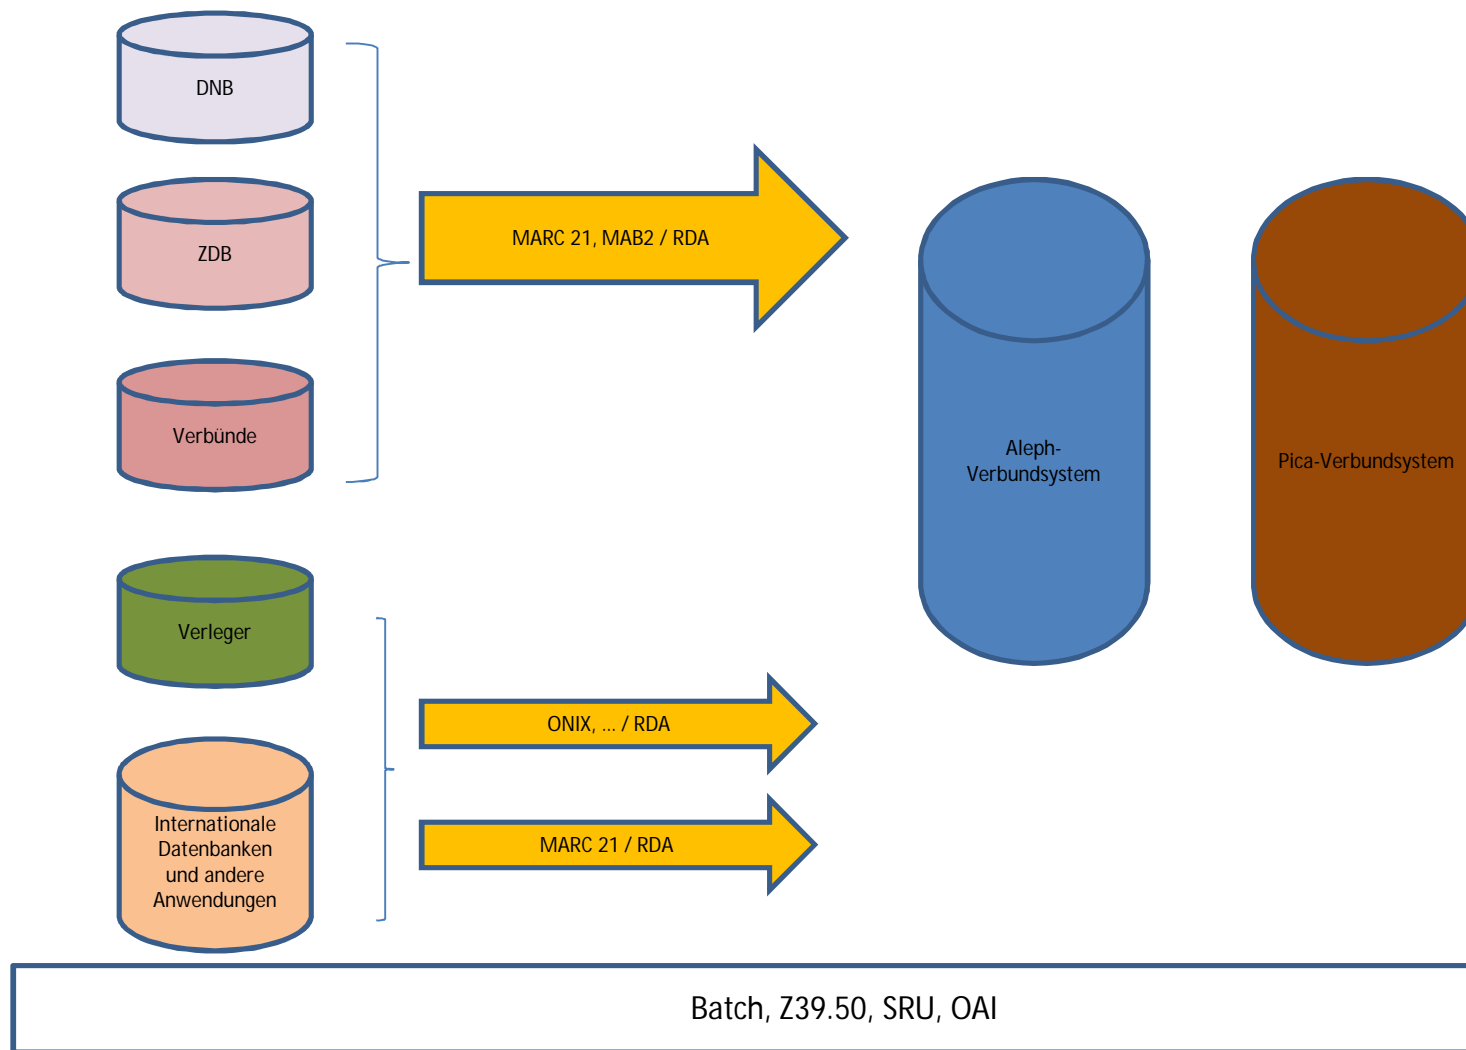 DNB
ZDB
Verbünde
Verleger
Internationale
Datenbanken
und andere
Anwendungen
MARC 21, MAB2 / RDA
ONIX, ... / RDA
MARC 21 / RDA
Aleph-
Verbundsystem
Pica-Verbundsystem
Batch, Z39.50, SRU, OAI